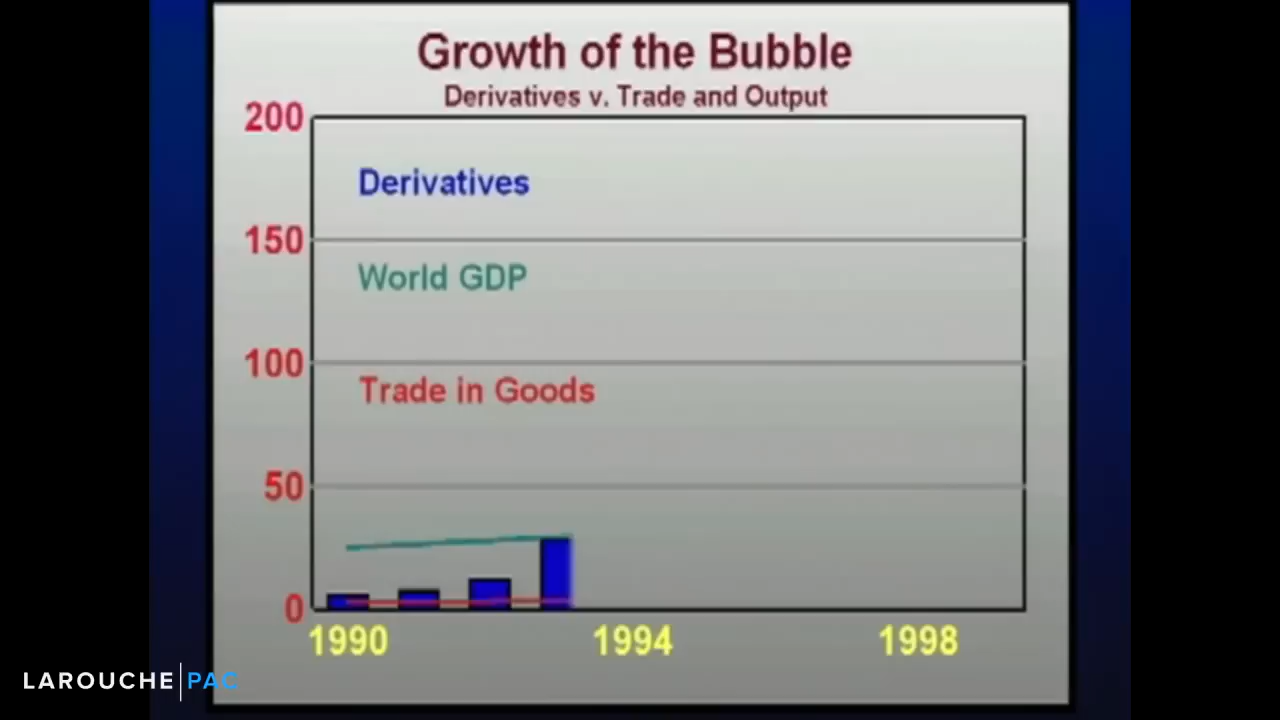 Growth of the Bubble
Derivatives v. Trade and Output
200
Derivatives
150
World GDP
100
Trade in Goods
50
0
1990 1994 1998
LAROUCHE|PAC